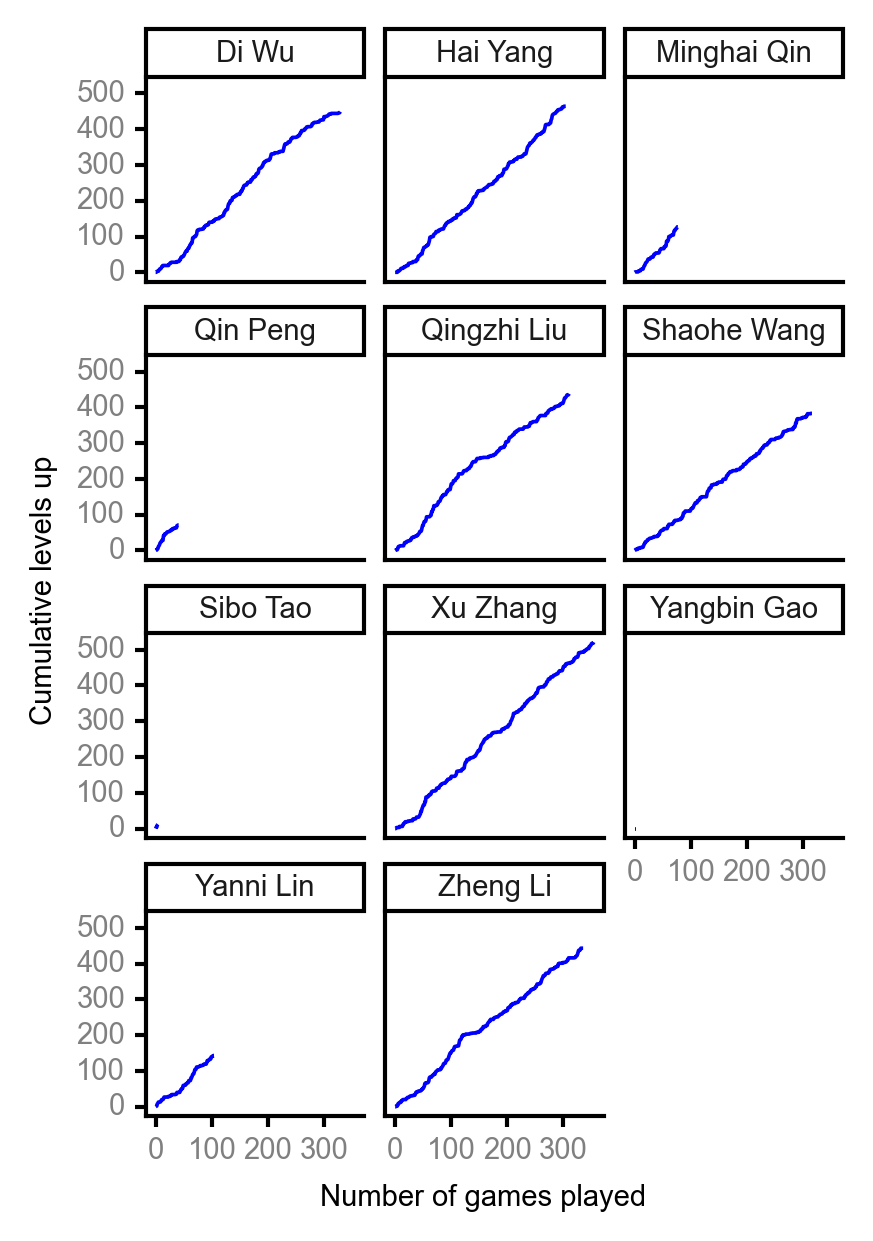 Di Wu
Hai Yang
Minghai Qin
500
400
300
200
100
0
Qin Peng
Qingzhi Liu
Shaohe Wang
500
400
300
200
100
0
Cumulative levels up
Sibo Tao
Xu Zhang
Yangbin Gao
500
400
300
200
100
0
0 100 200 300
Yanni Lin
Zheng Li
500
400
300
200
100
0
0 100 200 300
0 100 200 300
Number of games played